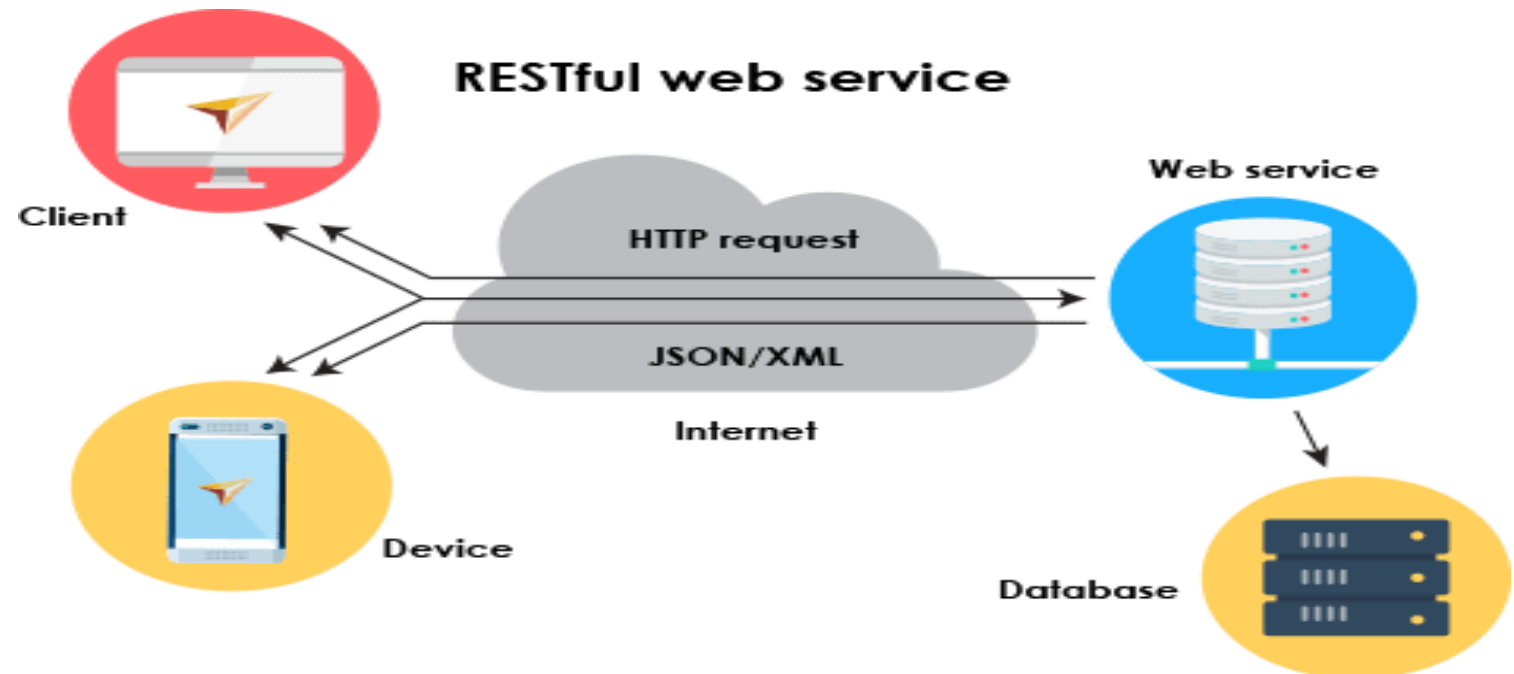 RESTful web service
Web service
Client
HTTP request
JSON/XML
Internet
Device
Database